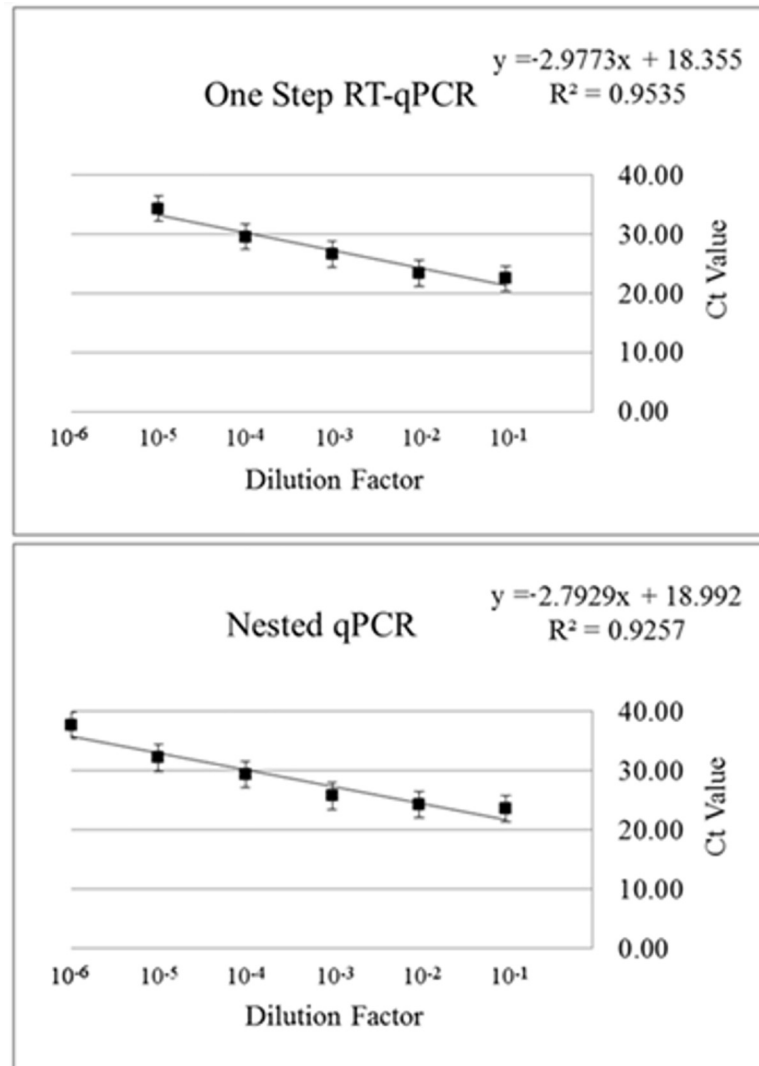 y =-2.9773x + 18.355
One Step RT-qPCR
R² = 0.9535
40.00
30.00
20.00
10.00
0.00
Ct Value
10⁻⁶ 10⁻⁵ 10⁻⁴ 10⁻³ 10⁻² 10⁻¹
Dilution Factor
y =-2.7929x + 18.992
Nested qPCR
R² = 0.9257
40.00
30.00
20.00
10.00
0.00
Ct Value
10⁻⁶ 10⁻⁵ 10⁻⁴ 10⁻³ 10⁻² 10⁻¹
Dilution Factor